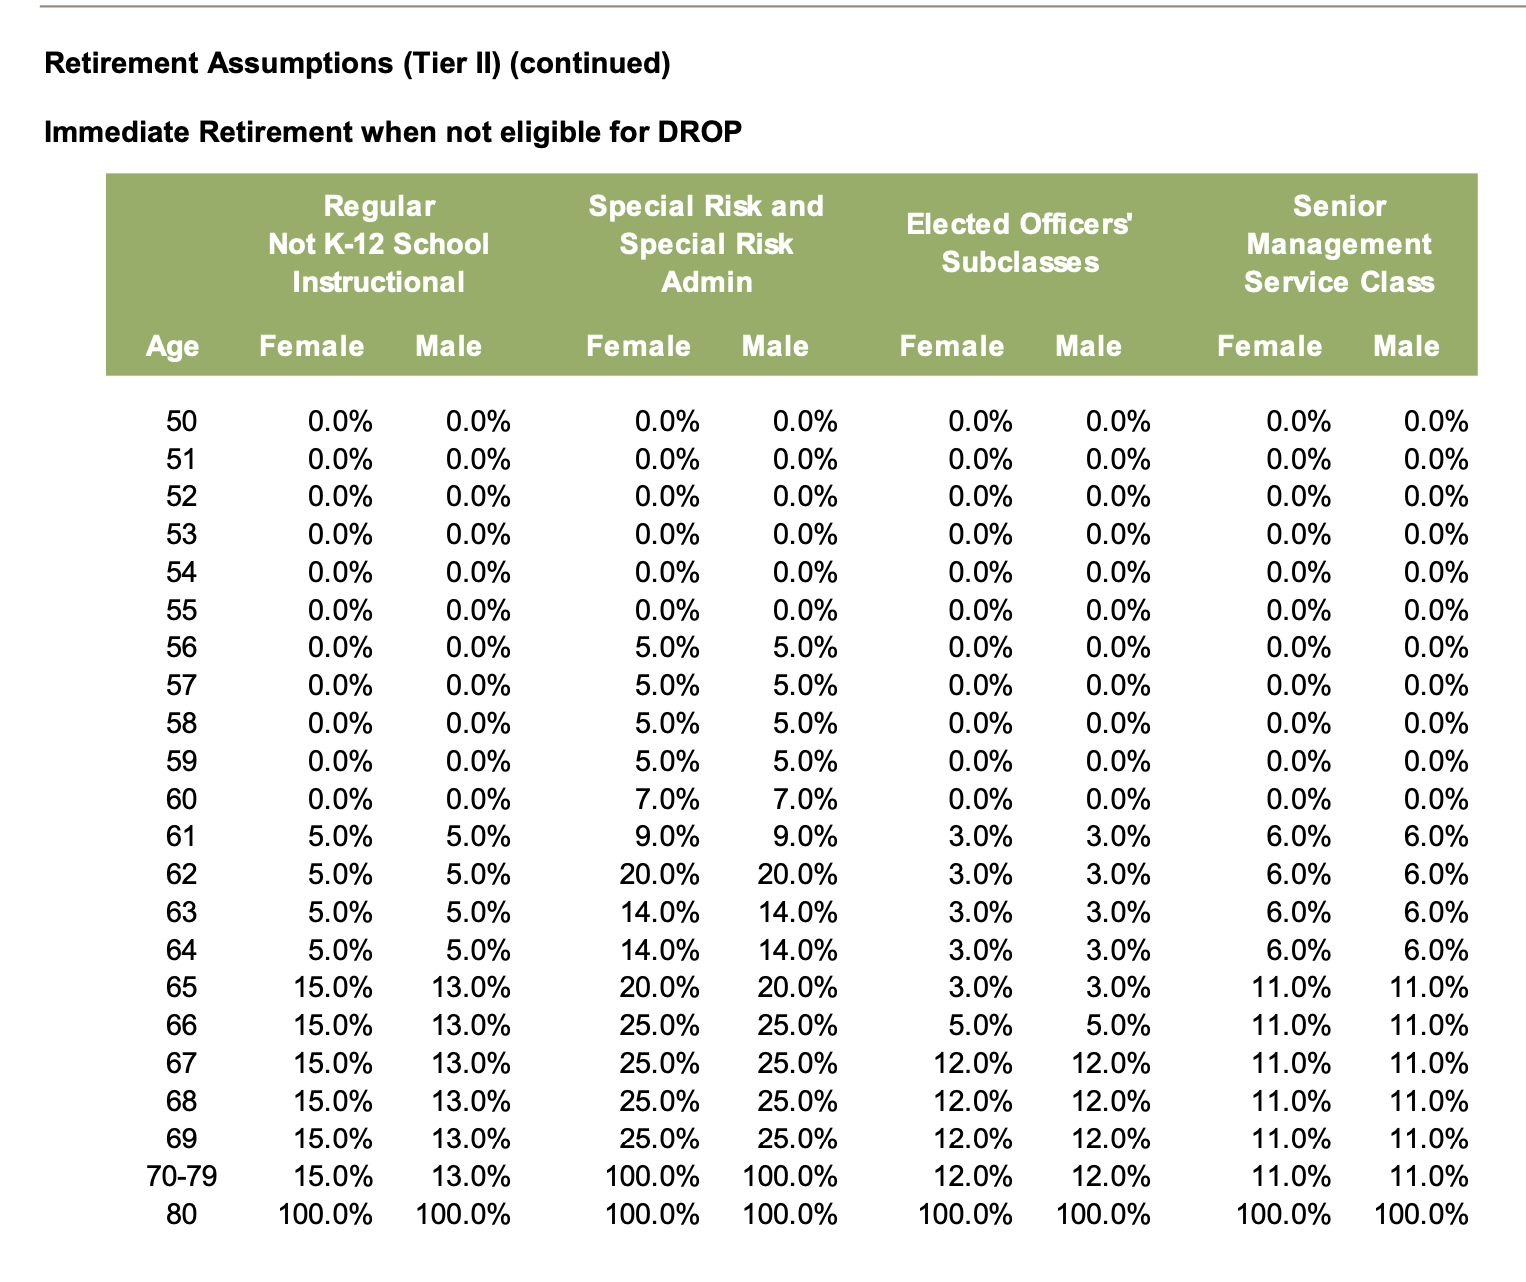 Retirement Assumptions (Tier II) (continued)
Immediate Retirement when not eligible for DROP
Regular Not K-12 School Instructional
Special Risk and Special Risk Admin
Elected Officers' Subclasses
Senior Management Service Class
Age Female Male Female Male Female Male Female Male
50 0.0% 0.0% 0.0% 0.0% 0.0% 0.0% 0.0% 0.0%
51 0.0% 0.0% 0.0% 0.0% 0.0% 0.0% 0.0% 0.0%
52 0.0% 0.0% 0.0% 0.0% 0.0% 0.0% 0.0% 0.0%
53 0.0% 0.0% 0.0% 0.0% 0.0% 0.0% 0.0% 0.0%
54 0.0% 0.0% 0.0% 0.0% 0.0% 0.0% 0.0% 0.0%
55 0.0% 0.0% 0.0% 0.0% 0.0% 0.0% 0.0% 0.0%
56 0.0% 0.0% 5.0% 5.0% 0.0% 0.0% 0.0% 0.0%
57 0.0% 0.0% 5.0% 5.0% 0.0% 0.0% 0.0% 0.0%
58 0.0% 0.0% 5.0% 5.0% 0.0% 0.0% 0.0% 0.0%
59 0.0% 0.0% 5.0% 5.0% 0.0% 0.0% 0.0% 0.0%
60 0.0% 0.0% 7.0% 7.0% 0.0% 0.0% 0.0% 0.0%
61 5.0% 5.0% 9.0% 9.0% 3.0% 3.0% 6.0% 6.0%
62 5.0% 5.0% 20.0% 20.0% 3.0% 3.0% 6.0% 6.0%
63 5.0% 5.0% 14.0% 14.0% 3.0% 3.0% 6.0% 6.0%
64 5.0% 5.0% 14.0% 14.0% 3.0% 3.0% 6.0% 6.0%
65 15.0% 13.0% 20.0% 20.0% 3.0% 3.0% 11.0% 11.0%
66 15.0% 13.0% 25.0% 25.0% 5.0% 5.0% 11.0% 11.0%
67 15.0% 13.0% 25.0% 25.0% 12.0% 12.0% 11.0% 11.0%
68 15.0% 13.0% 25.0% 25.0% 12.0% 12.0% 11.0% 11.0%
69 15.0% 13.0% 25.0% 25.0% 12.0% 12.0% 11.0% 11.0%
70-79 15.0% 13.0% 100.0% 100.0% 12.0% 12.0% 11.0% 11.0%
80 100.0% 100.0% 100.0% 100.0% 100.0% 100.0% 100.0% 100.0%